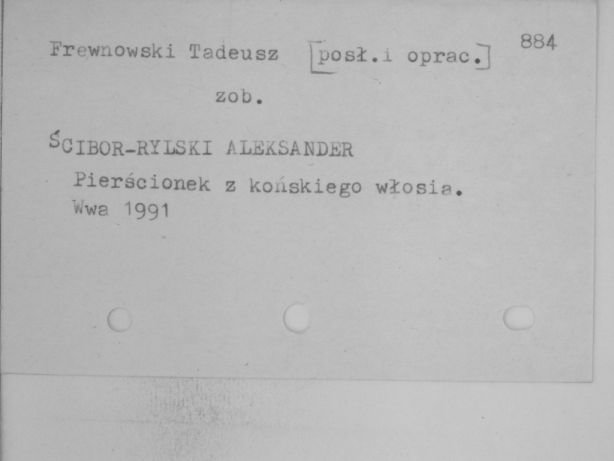 Frewnowski Tadeusz [posł.i oprac.] 884
zob.
ŚCIBOR-RYLSKI ALEKSANDER
Pierścionek z końskiego włosia.
Wwa 1991